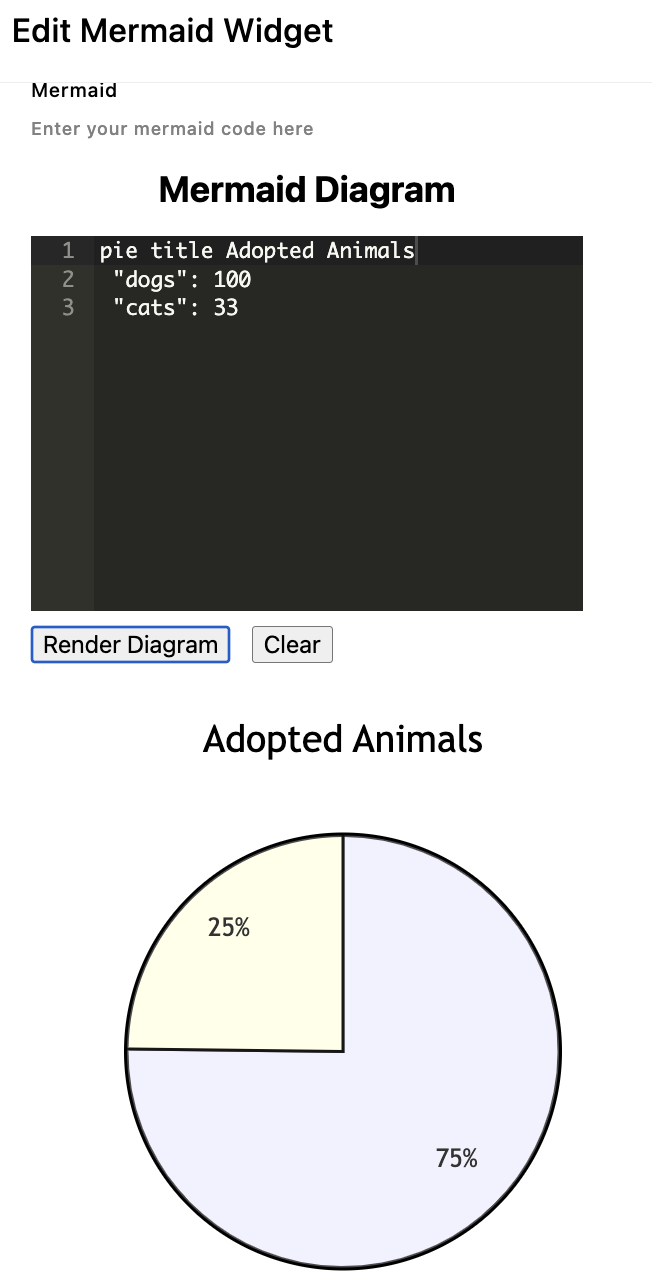 Edit Mermaid Widget
Mermaid
Enter your mermaid code here
Mermaid Diagram
1 pie title Adopted Animals
2 "dogs": 100
3 "cats": 33
Render Diagram Clear
Adopted Animals
25%
75%